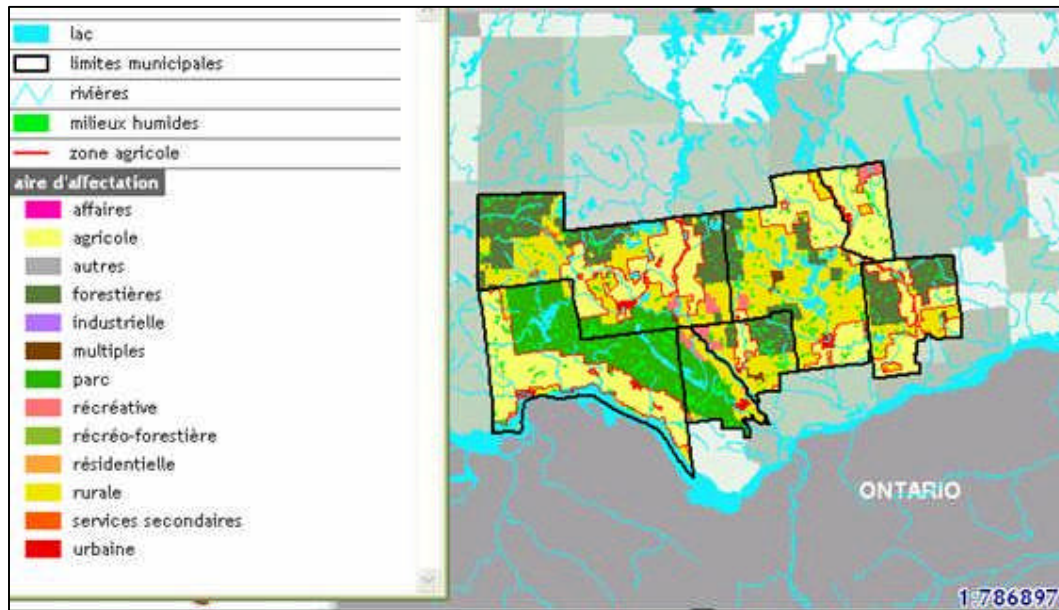 lac
limites municipales
rivières
milieux humides
zone agricole
aire d'affectation
affaires
agricole
autres
forestières
industrielle
multiples
parc
récréative
récréo-forestière
résidentielle
rurale
services secondaires
urbaine
ONTARIO
1:786897